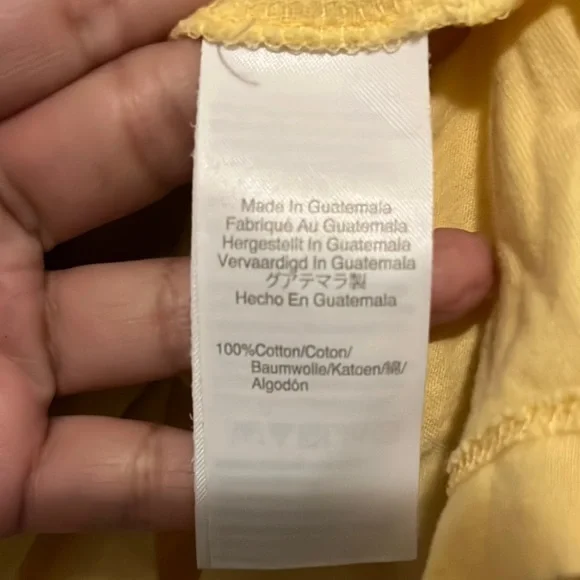 Made In Guatemala
Fabriqué Au Guatemala
Hergestellt In Guatemala
Vervaardigd In Guatemala
グアテマラ製
Hecho En Guatemala
100%Cotton/Coton/
Baumwolle/Katoen/綿/
Algodón